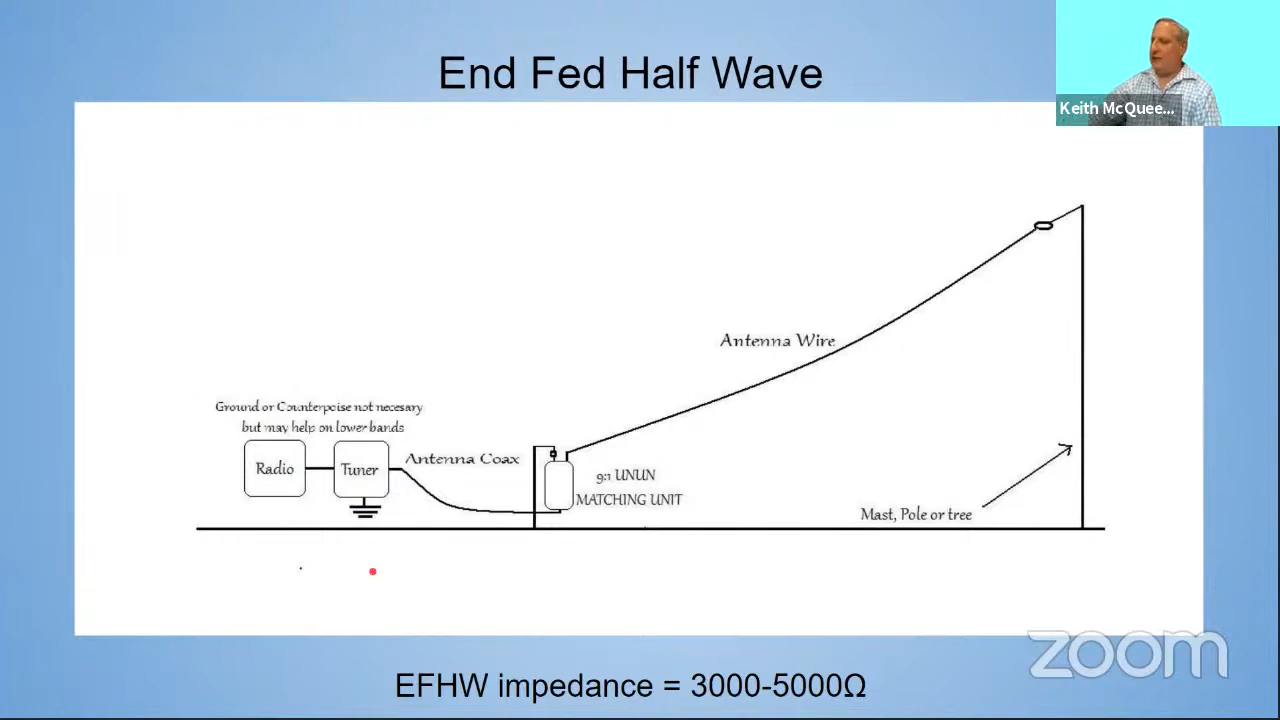 End Fed Half Wave
Keith McQuee...
Antenna Wire
Ground or Counterpoise not necesary
but may help on lower bands
Radio
Tuner
Antenna Coax
9:1 UNUN
MATCHING UNIT
Mast, Pole or tree
zoom
EFHW impedance = 3000-5000Ω